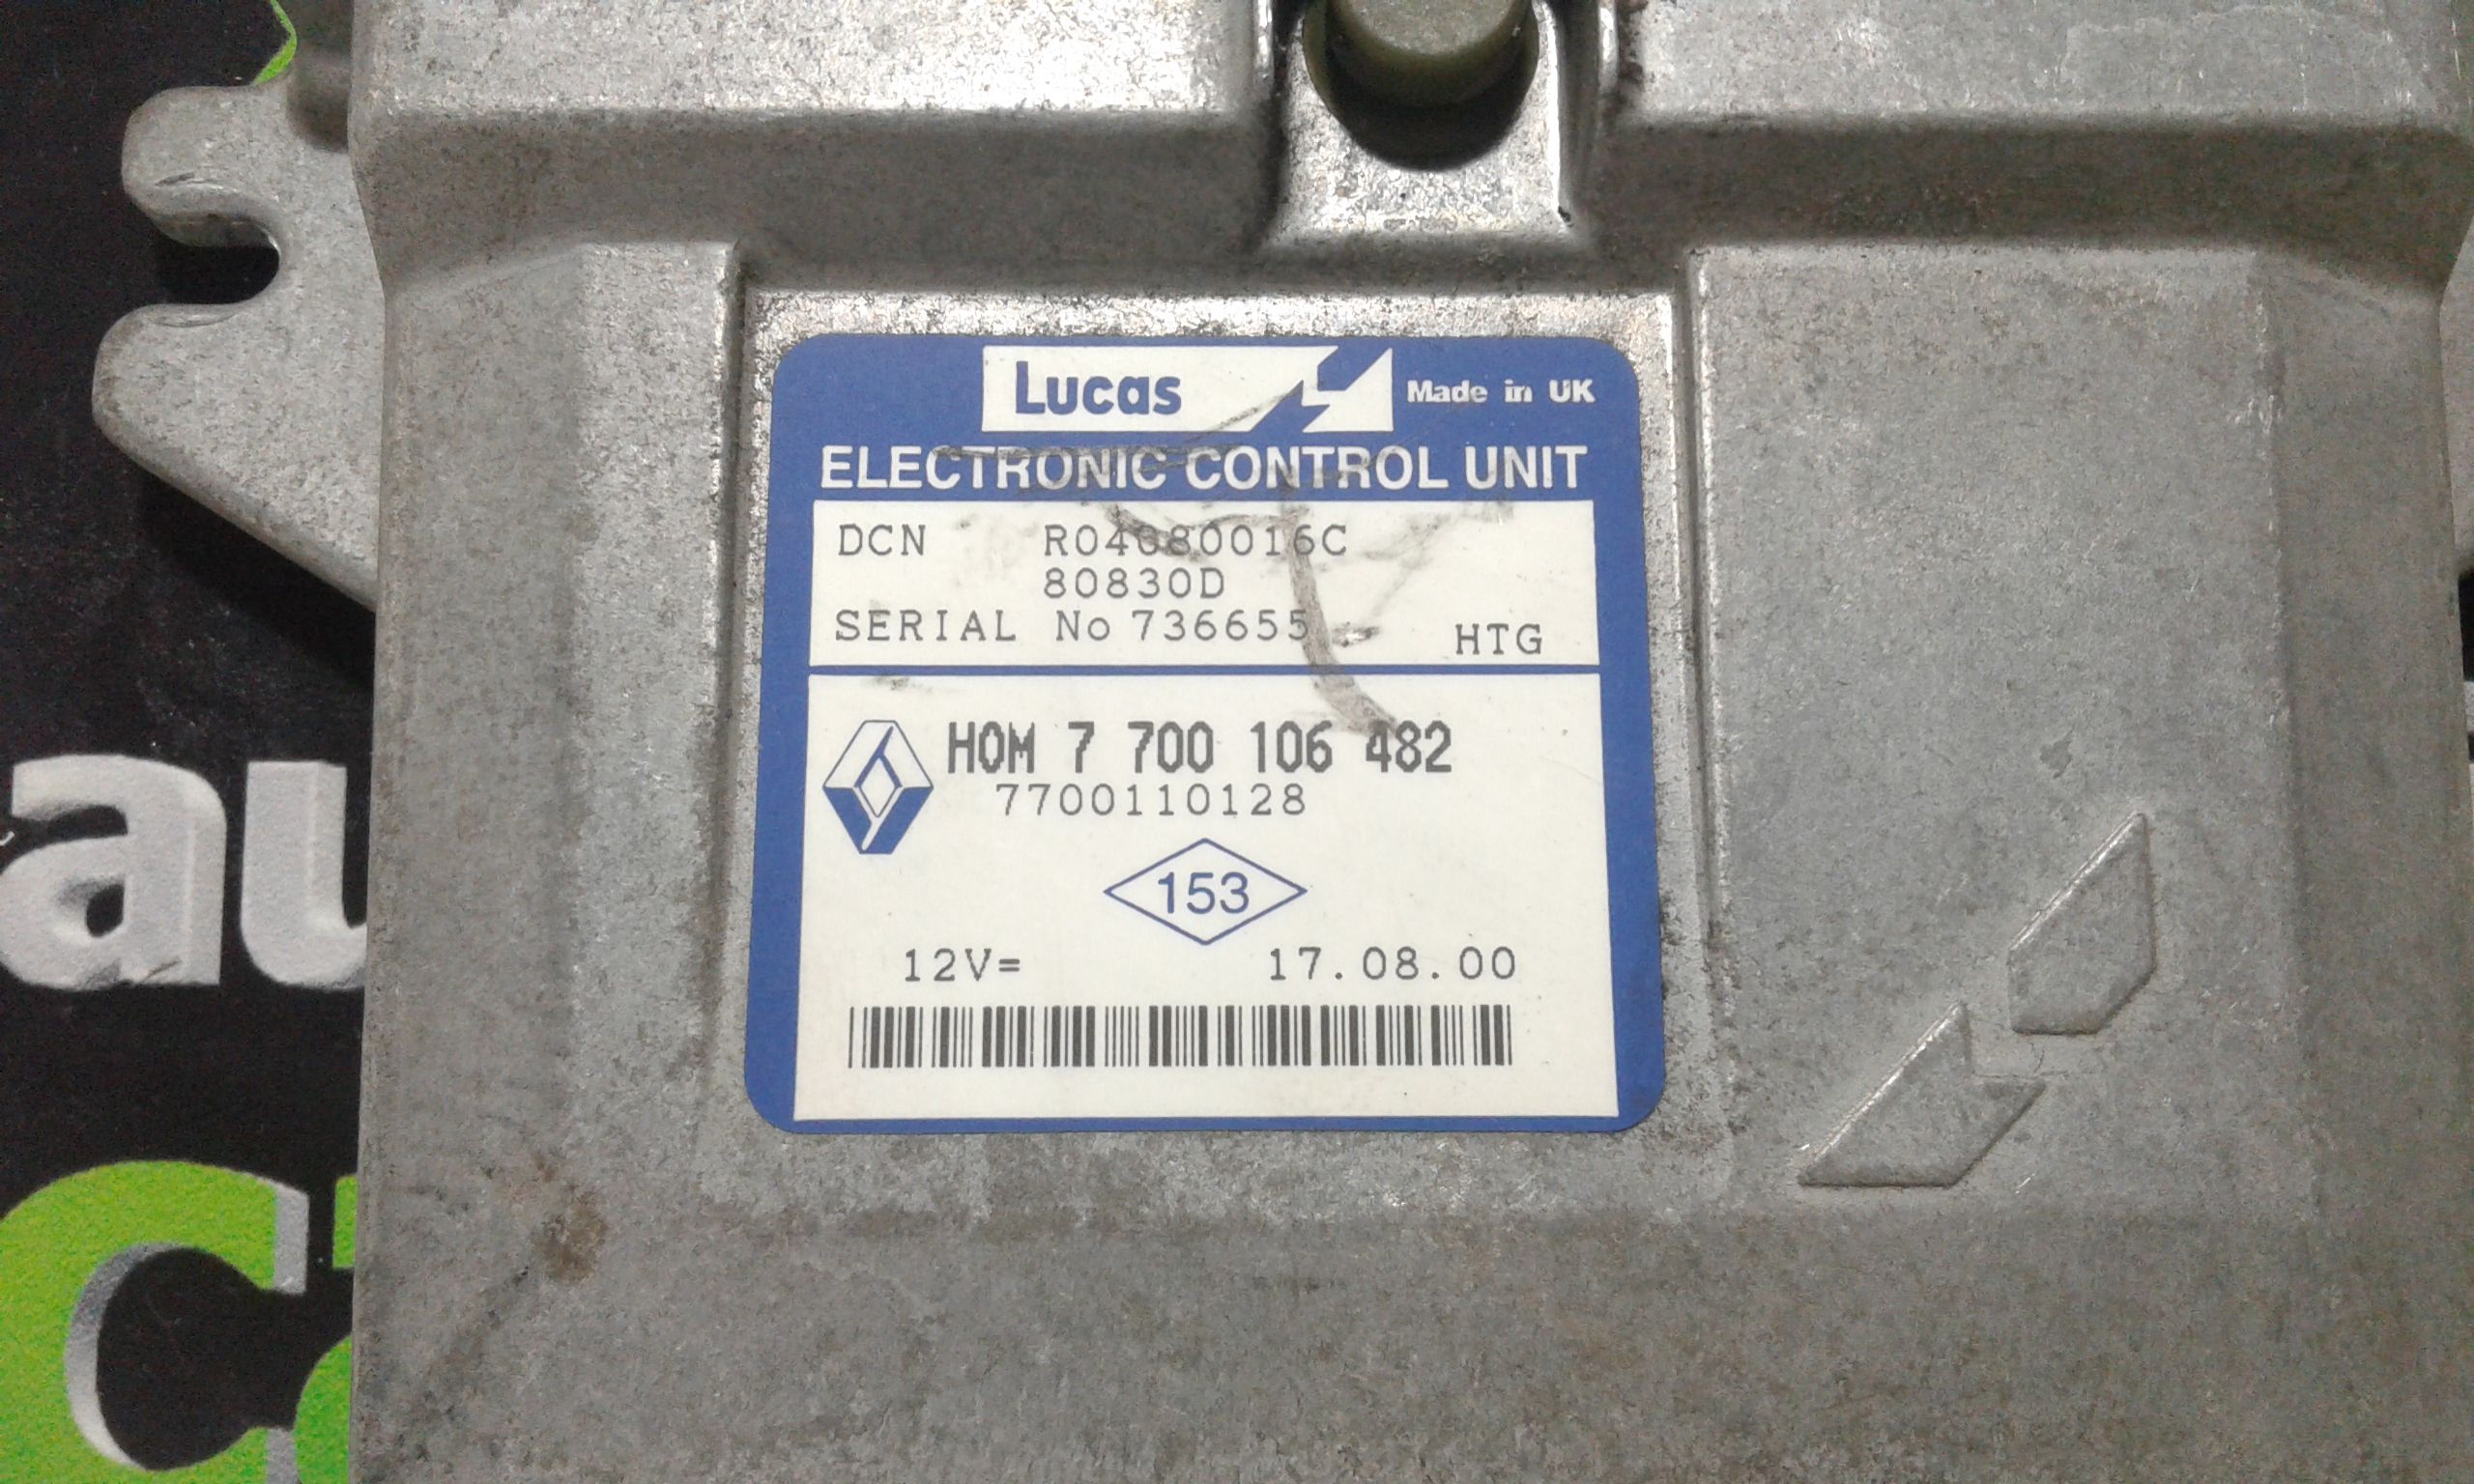 Lucas Made in UK
ELECTRONIC CONTROL UNIT
DCN R04080016C
80830D
SERIAL No 736655 HTG
HOM 7 700 106 482
7700110128
153
12V= 17.08.00
au